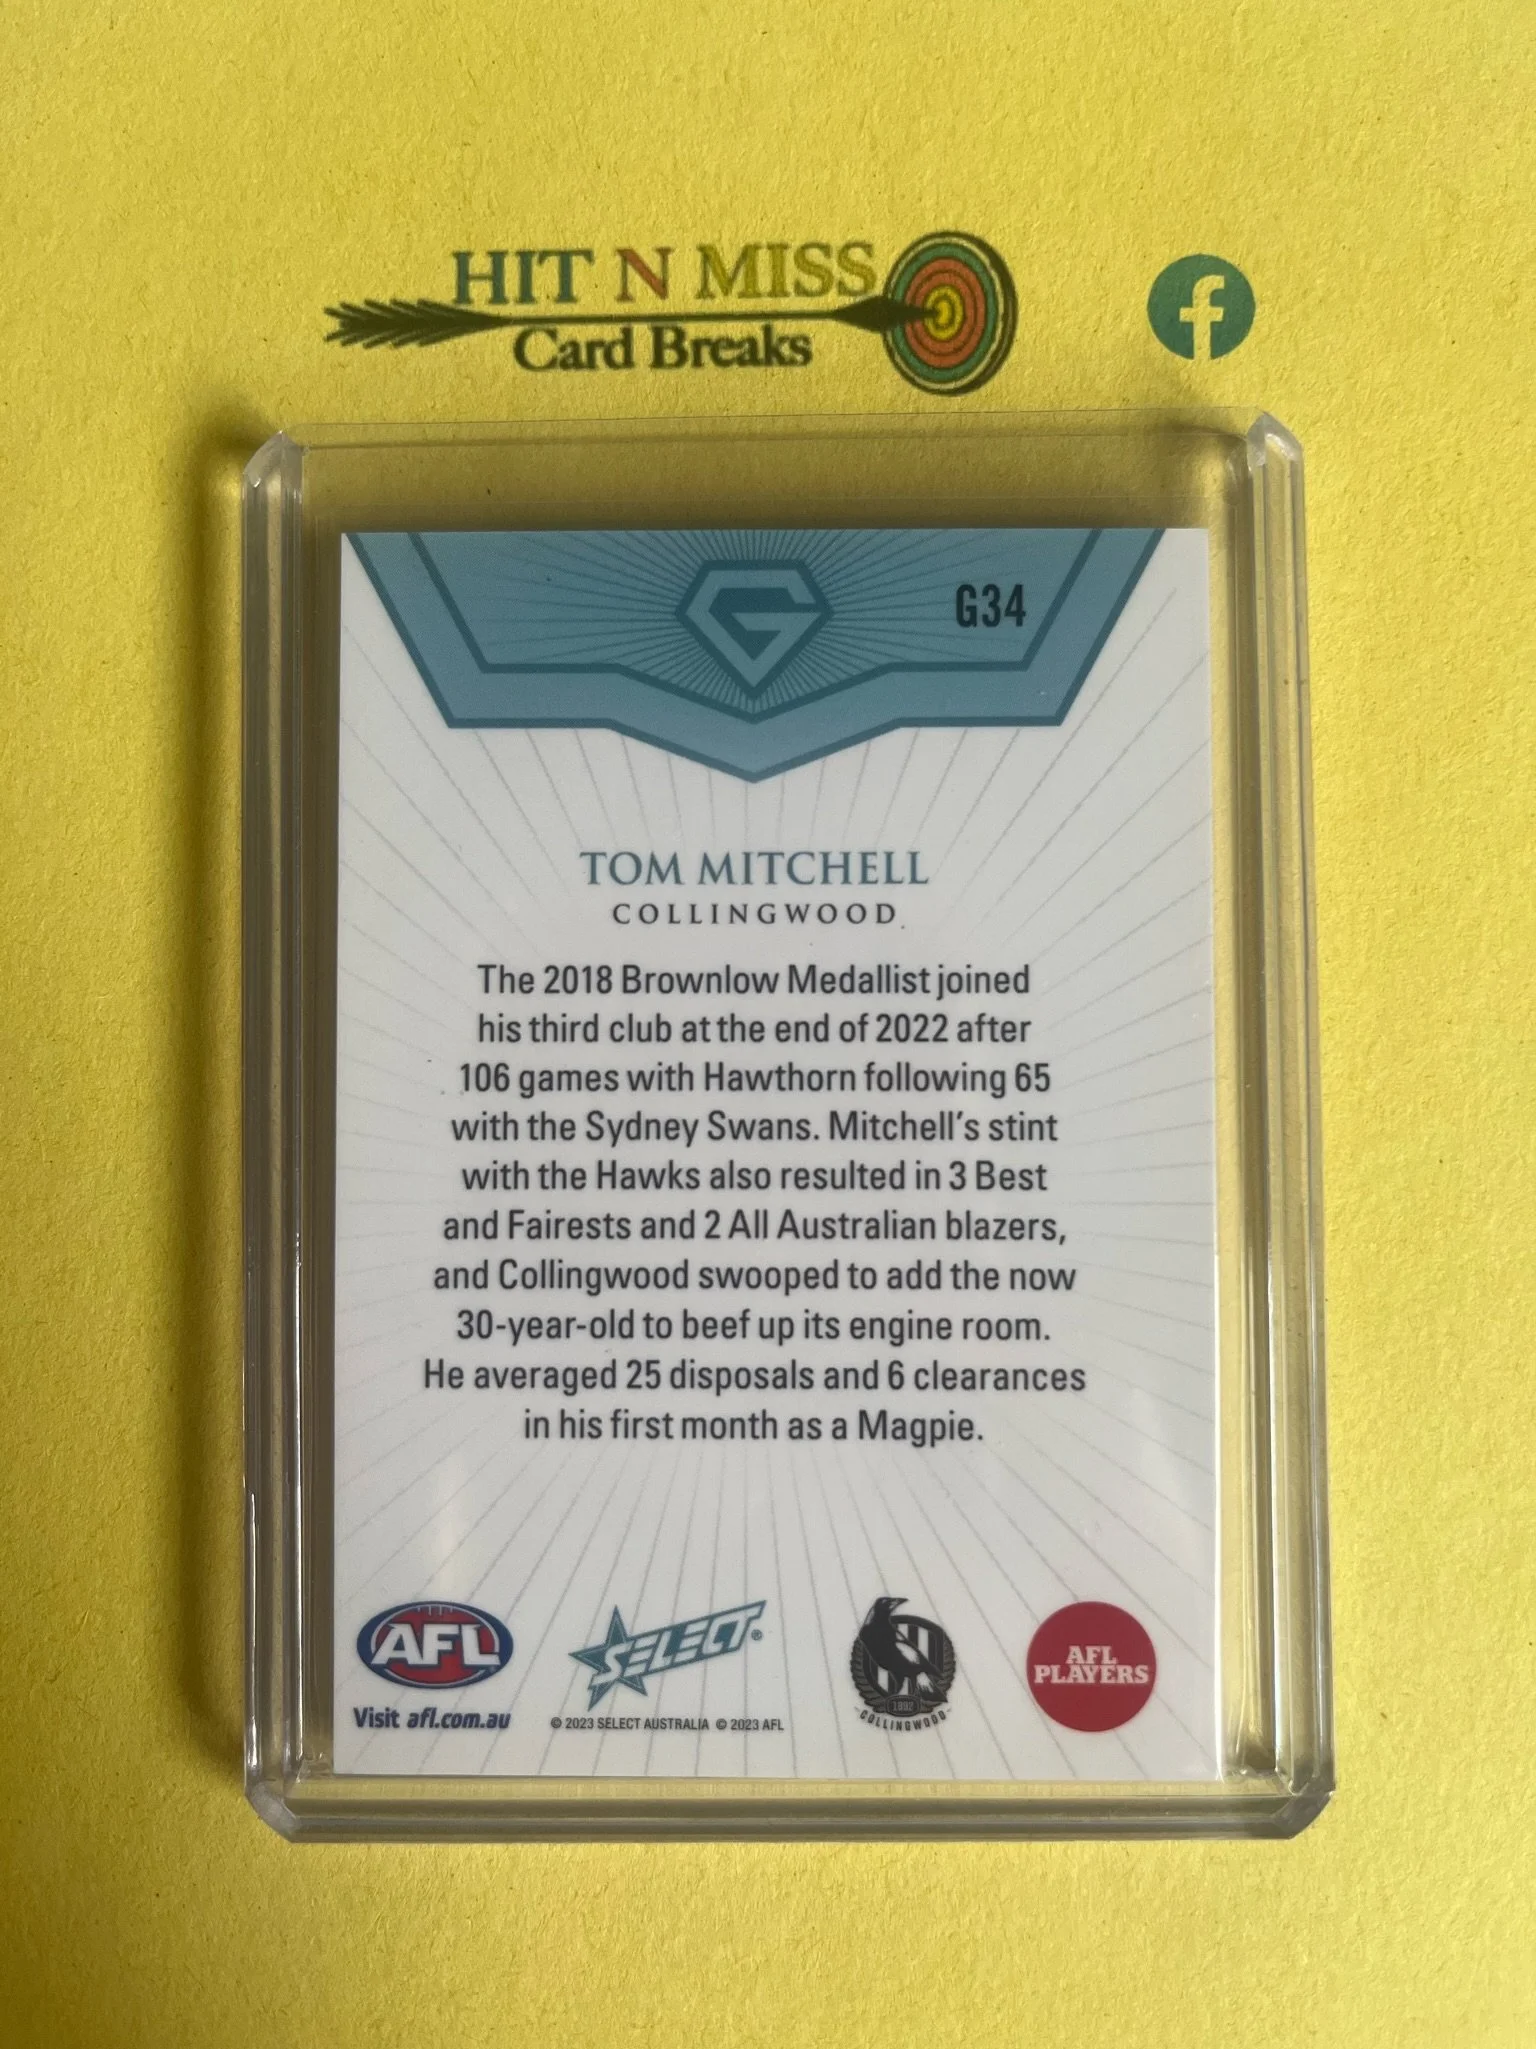 HIT N MISS
Card Breaks
f
G
G34
TOM MITCHELL
COLLINGWOOD
The 2018 Brownlow Medallist joined
his third club at the end of 2022 after
106 games with Hawthorn following 65
with the Sydney Swans. Mitchell's stint
with the Hawks also resulted in 3 Best
and Fairests and 2 All Australian blazers,
and Collingwood swooped to add the now
30-year-old to beef up its engine room.
He averaged 25 disposals and 6 clearances
in his first month as a Magpie.
AFL
Visit afl.com.au
SELECT®
© 2023 SELECT AUSTRALIA © 2023 AFL
1892
COLLINGWOOD
AFL
PLAYERS